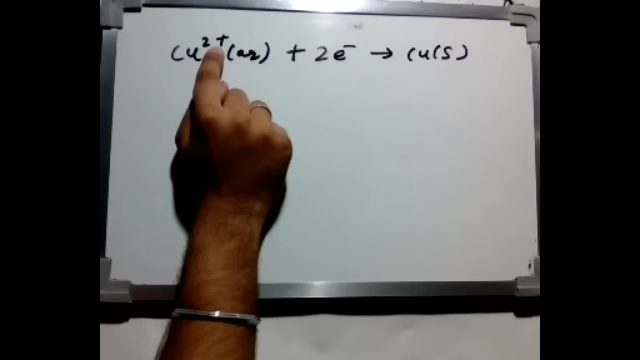 Cu²⁺(aq) + 2e⁻ → Cu(s)